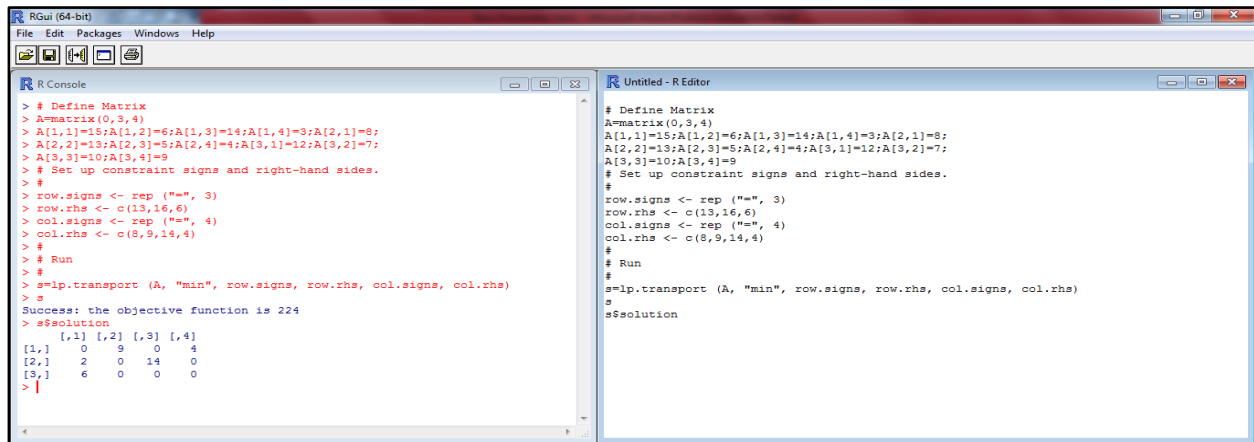 RGui (64-bit)
File Edit Packages Windows Help
R Console
> # Define Matrix
> A=matrix(0,3,4)
> A[1,1]=15;A[1,2]=6;A[1,3]=14;A[1,4]=3;A[2,1]=8;
> A[2,2]=13;A[2,3]=5;A[2,4]=4;A[3,1]=12;A[3,2]=7;
> A[3,3]=10;A[3,4]=9
> # Set up constraint signs and right-hand sides.
> #
> row.signs <- rep ("=", 3)
> row.rhs <- c(13,16,6)
> col.signs <- rep ("=", 4)
> col.rhs <- c(8,9,14,4)
> #
> # Run
> #
> s=lp.transport (A, "min", row.signs, row.rhs, col.signs, col.rhs)
> s
Success: the objective function is 224
> s$solution
[,1] [,2] [,3] [,4]
[1,] 0 9 0 4
[2,] 2 0 14 0
[3,] 6 0 0 0
>
Untitled - R Editor
# Define Matrix
A=matrix(0,3,4)
A[1,1]=15;A[1,2]=6;A[1,3]=14;A[1,4]=3;A[2,1]=8;
A[2,2]=13;A[2,3]=5;A[2,4]=4;A[3,1]=12;A[3,2]=7;
A[3,3]=10;A[3,4]=9
# Set up constraint signs and right-hand sides.
#
row.signs <- rep ("=", 3)
row.rhs <- c(13,16,6)
col.signs <- rep ("=", 4)
col.rhs <- c(8,9,14,4)
#
# Run
#
s=lp.transport (A, "min", row.signs, row.rhs, col.signs, col.rhs)
s
s$solution